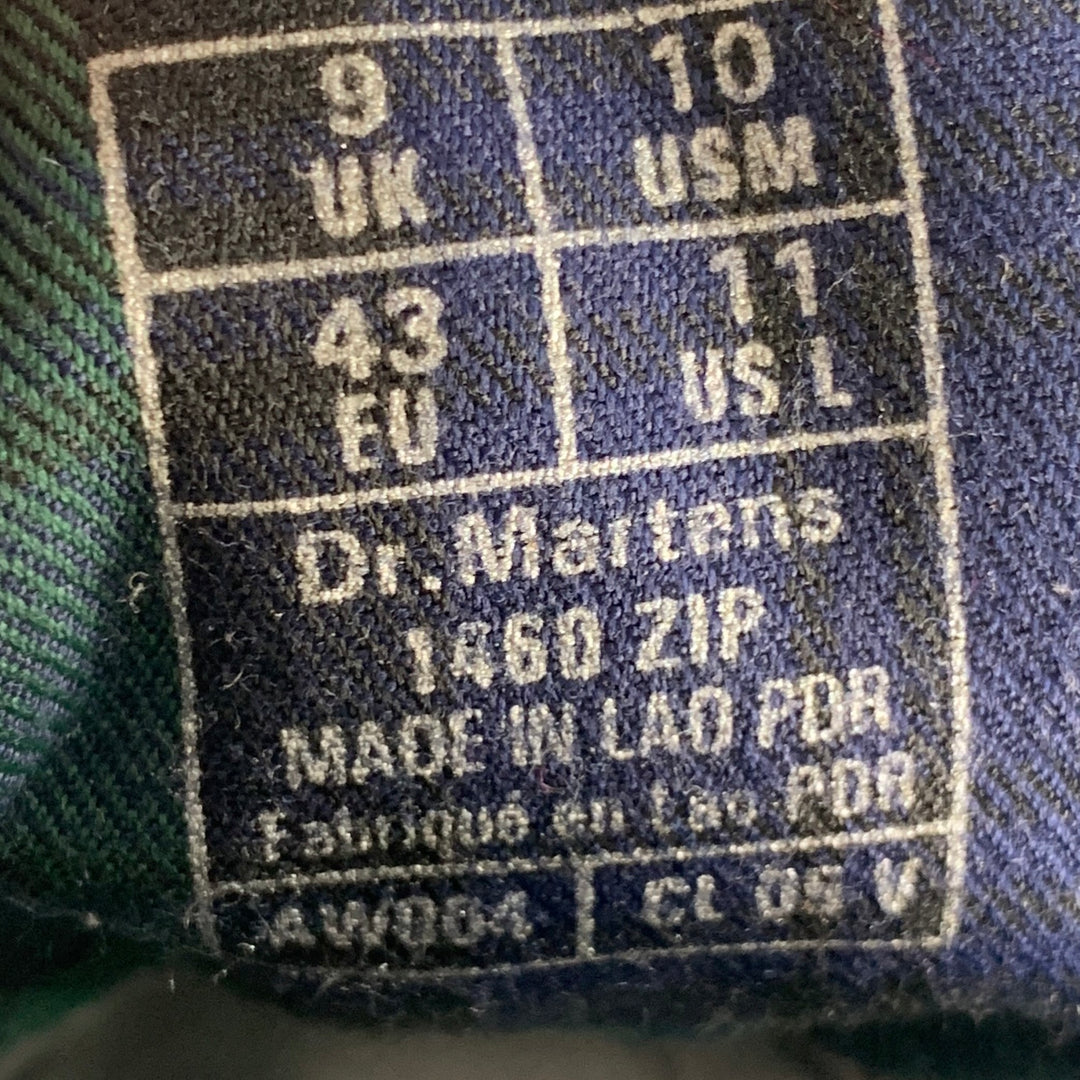 9
UK
10
USM
43
EU
11
US L
Dr. Martens
1460 ZIP
MADE IN LAO PDR
Fabriqué en Lao PDR
AW004
CL 05 V